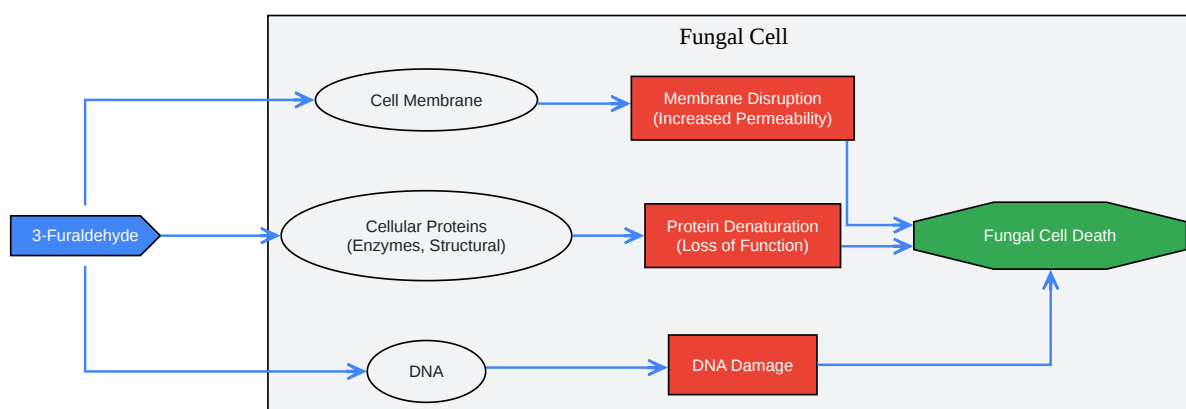 Fungal Cell
Cell Membrane
Membrane Disruption
(Increased Permeability)
3-Furaldehyde
Cellular Proteins
(Enzymes, Structural)
Protein Denaturation
(Loss of Function)
Fungal Cell Death
DNA
DNA Damage